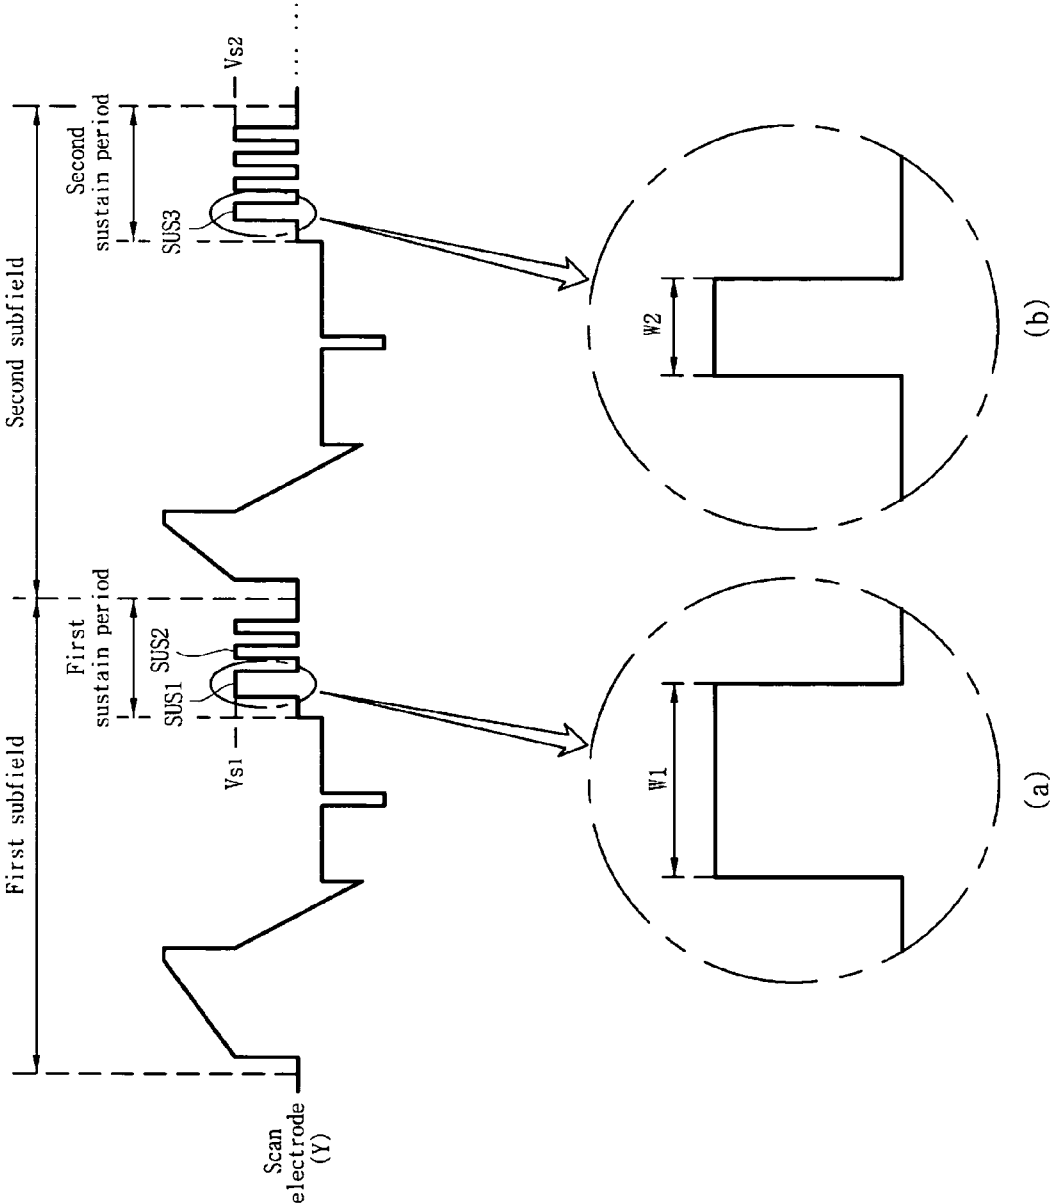 First subfield
Second subfield
First
sustain period
Second
sustain period
SUS1
SUS2
SUS3
Vs1
Vs2
Scan
electrode
(Y)
W1
W2
(a)
(b)